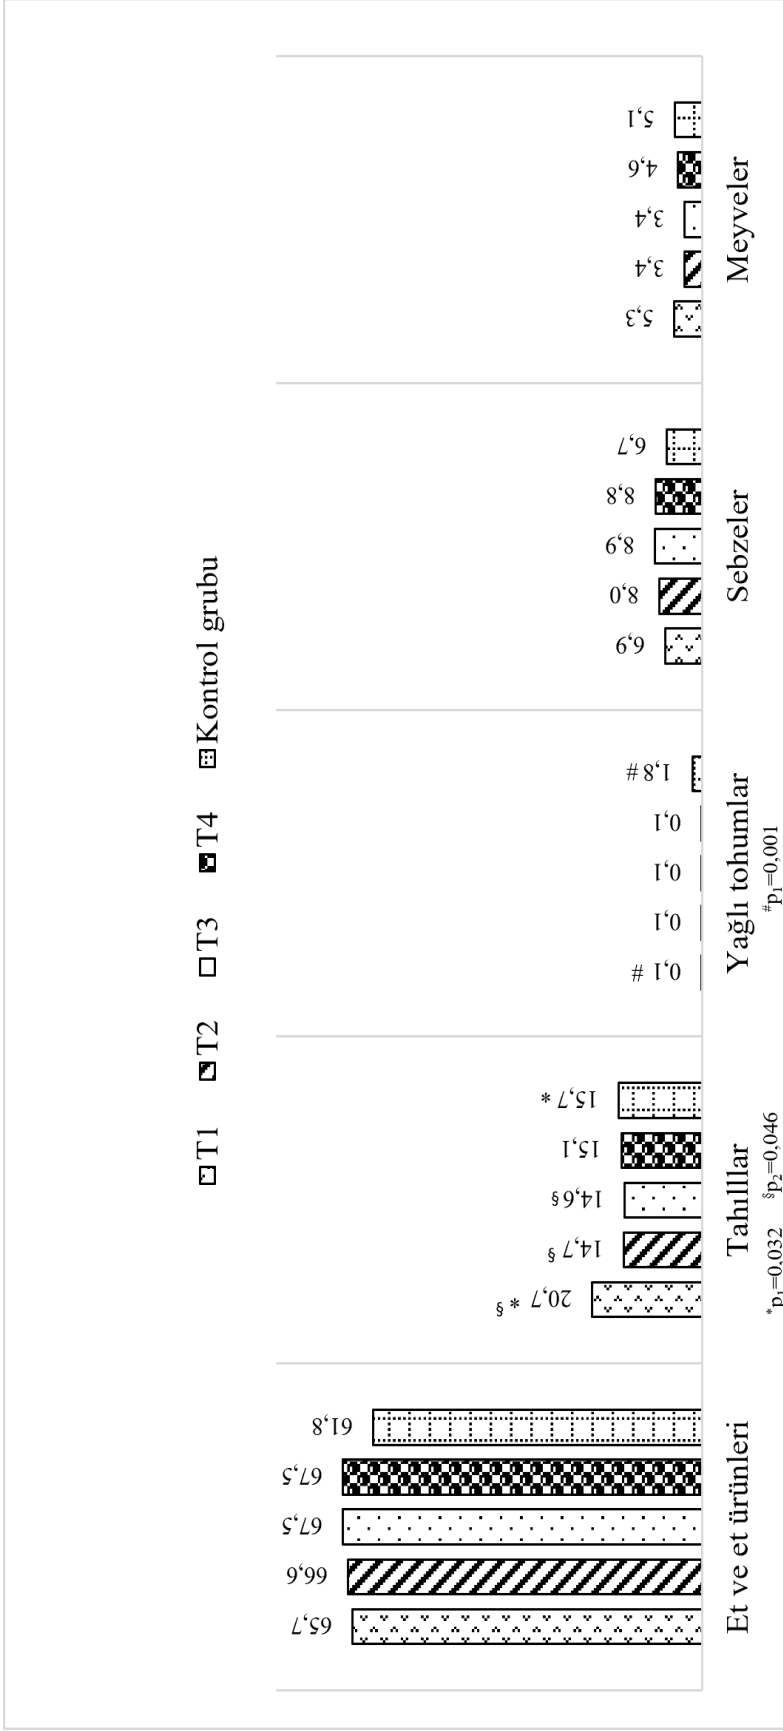 T1 T2 T3 T4 Kontrol grubu
65,7 66,6 67,5 67,5 61,8
20,7 * § 14,7 § 14,6 § 15,1 15,7 *
0,1 # 0,1 0,1 0,1 1,8 #
6,9 8,0 8,9 8,8 6,7
5,3 3,4 3,4 4,6 5,1
Et ve et ürünleri Tahılllar Yağlı tohumlar Sebzeler Meyveler
*p₁=0,032 §p₂=0,046 #p₁=0,001